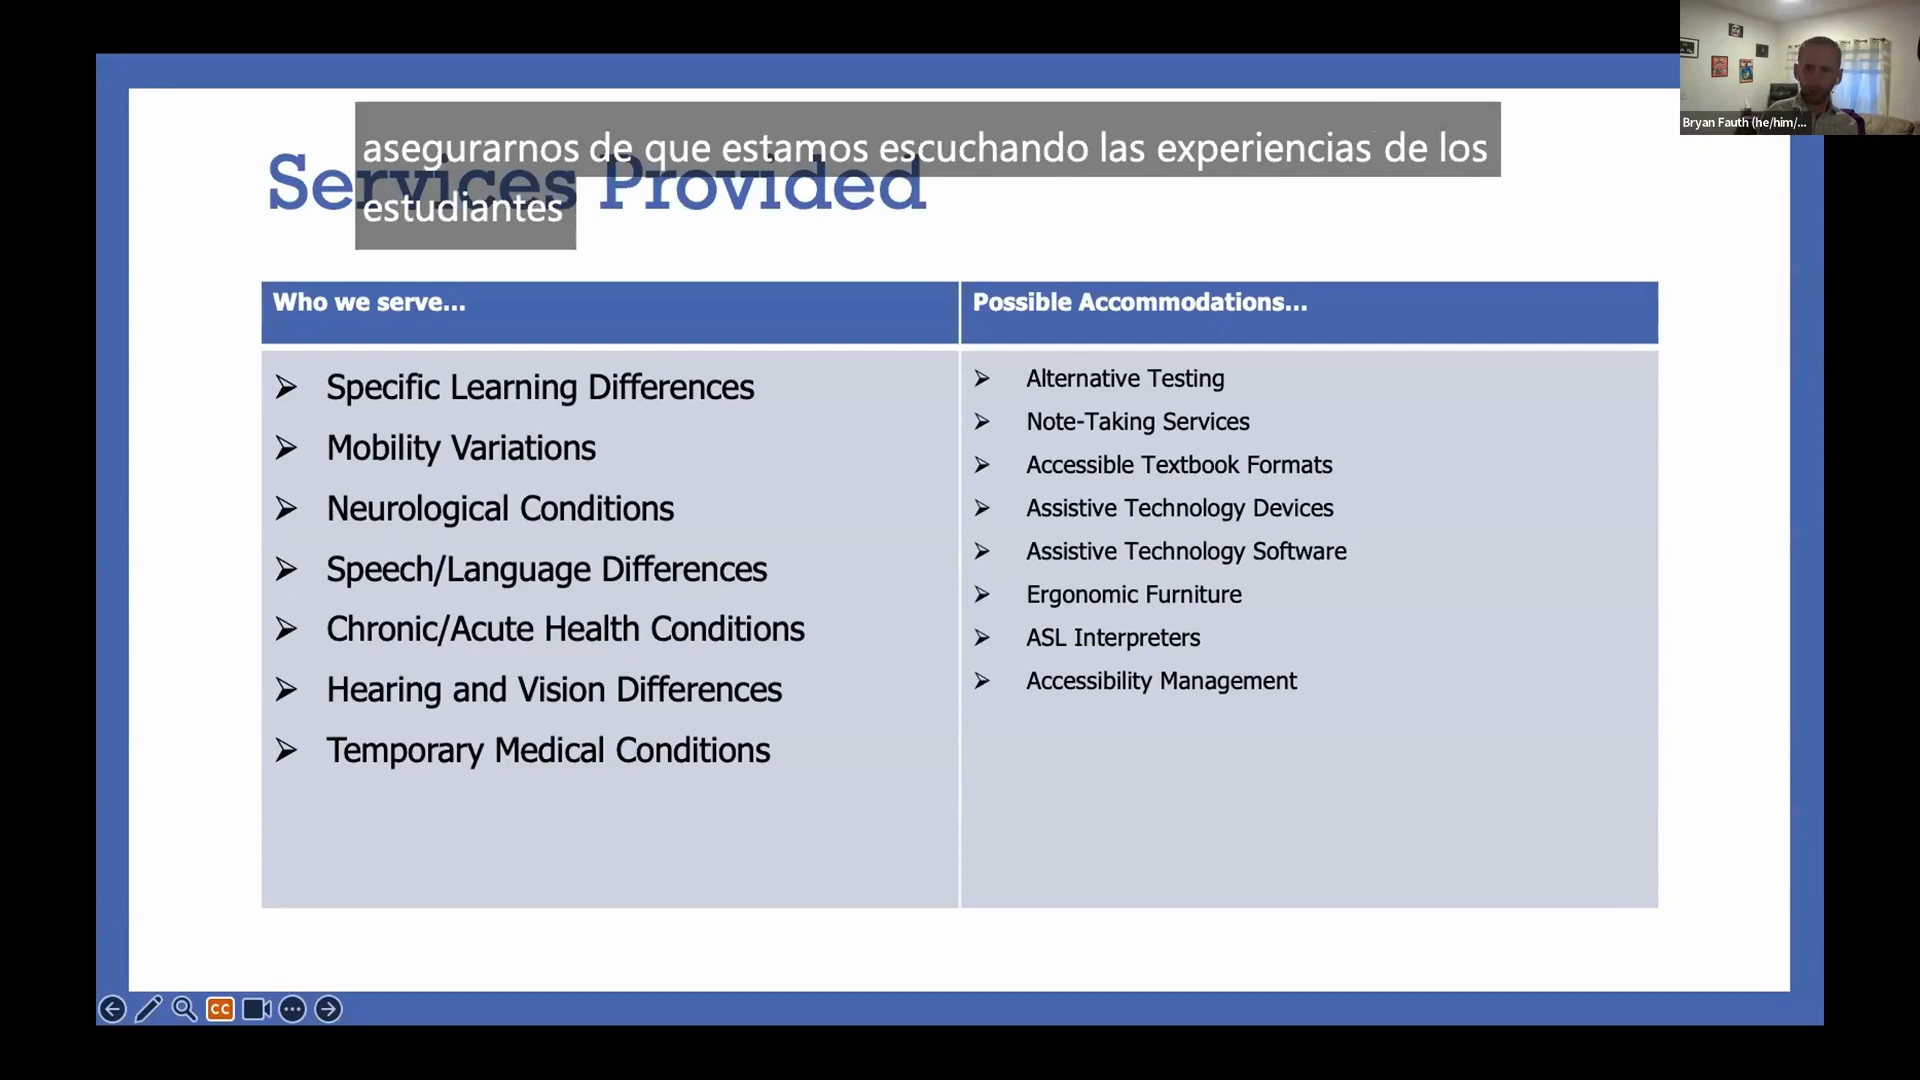 asegurarnos de que estamos escuchando las experiencias de los
estudiantes
Services Provided
Bryan Fauth (he/him/...
Who we serve...
Specific Learning Differences
Mobility Variations
Neurological Conditions
Speech/Language Differences
Chronic/Acute Health Conditions
Hearing and Vision Differences
Temporary Medical Conditions
Possible Accommodations...
Alternative Testing
Note-Taking Services
Accessible Textbook Formats
Assistive Technology Devices
Assistive Technology Software
Ergonomic Furniture
ASL Interpreters
Accessibility Management
CC